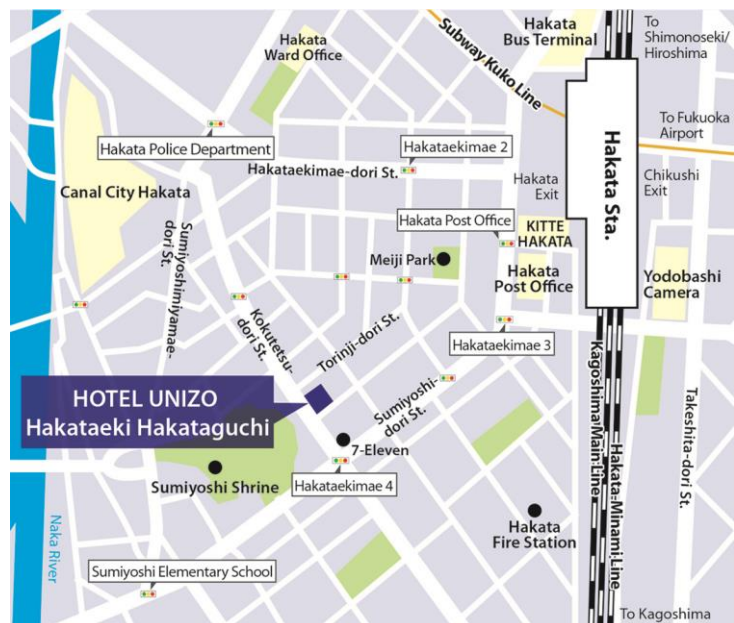 Hakata
Bus Terminal
To
Shimonoseki/
Hiroshima
Hakata
Ward Office
Subway Kuko Line
To Fukuoka
Airport
Hakata Police Department
Hakataekimae 2
Hakataekimae-dori St.
Hakata
Exit
Hakata Sta.
Chikushi
Exit
Canal City Hakata
Hakata Post Office
KITTE
HAKATA
Sumiyoshimiyamae-
dori St.
Meiji Park
Hakata
Post Office
Yodobashi
Camera
Kokutetsu-
dori St.
Torinji-dori St.
Hakataekimae 3
HOTEL UNIZO
Hakataeki Hakataguchi
Sumiyoshi-
dori St.
Kagoshima Main Line
Hakata-Minami Line
Takeshita-dori St.
7-Eleven
Sumiyoshi Shrine
Hakataekimae 4
Naka River
Hakata
Fire Station
Sumiyoshi Elementary School
To Kagoshima